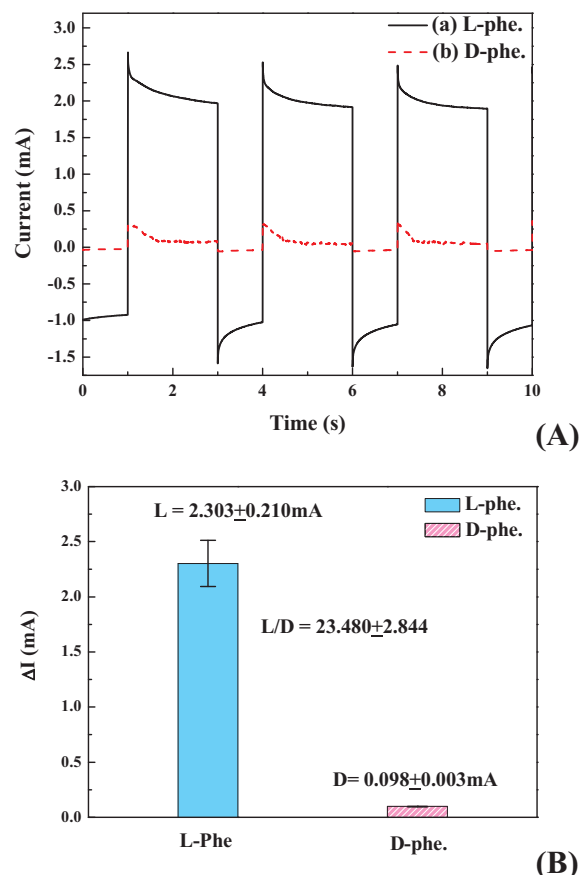 3.0
2.5
2.0
1.5
1.0
0.5
0.0
-0.5
-1.0
-1.5
Current (mA)
(a) L-phe.
(b) D-phe.
0 2 4 6 8 10
Time (s)
(A)
3.0
2.5
2.0
1.5
1.0
0.5
0.0
ΔI (mA)
L-phe.
D-phe.
L = 2.303±0.210mA
L/D = 23.480±2.844
D= 0.098±0.003mA
L-Phe D-phe.
(B)